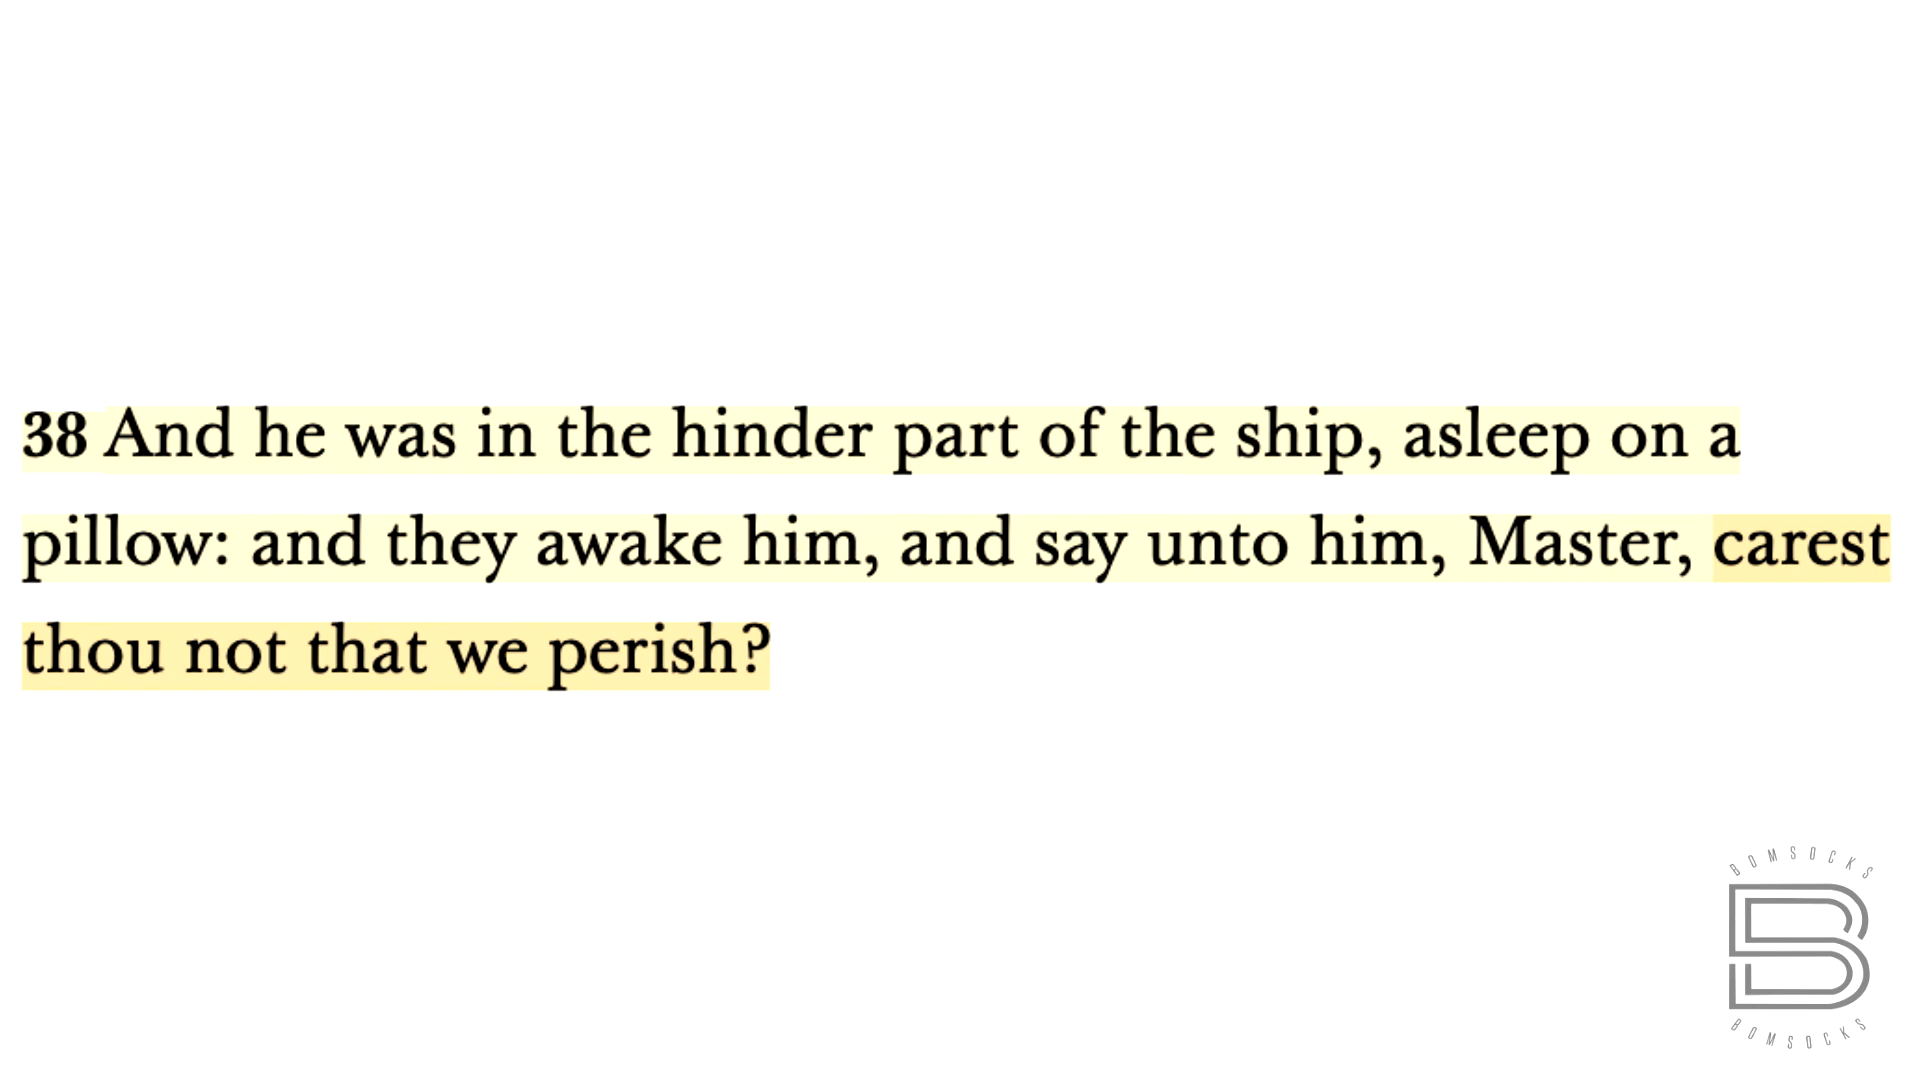 38 And he was in the hinder part of the ship, asleep on a
pillow: and they awake him, and say unto him, Master, carest
thou not that we perish?
BOMSOCKS
BOMSOCKS